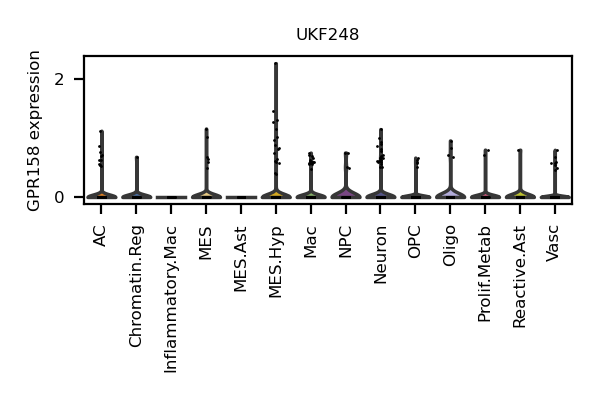 UKF248
GPR158 expression
2
0
AC
Chromatin.Reg
Inflammatory.Mac
MES
MES.Ast
MES.Hyp
Mac
NPC
Neuron
OPC
Oligo
Prolif.Metab
Reactive.Ast
Vasc